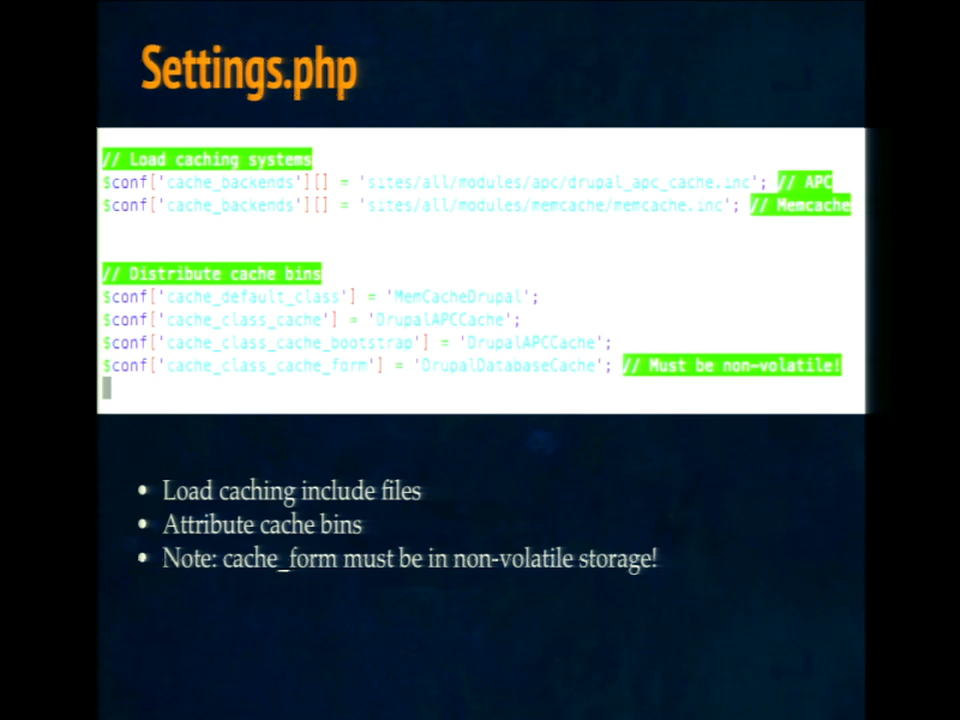 Settings.php
// Load caching systems
$conf['cache_backends'][] = 'sites/all/modules/apc/drupal_apc_cache.inc'; // APC
$conf['cache_backends'][] = 'sites/all/modules/memcache/memcache.inc'; // Memcache
// Distribute cache bins
$conf['cache_default_class'] = 'MemCacheDrupal';
$conf['cache_class_cache'] = 'DrupalAPCCache';
$conf['cache_class_cache_bootstrap'] = 'DrupalAPCCache';
$conf['cache_class_cache_form'] = 'DrupalDatabaseCache'; // Must be non-volatile!
• Load caching include files
• Attribute cache bins
• Note: cache_form must be in non-volatile storage!